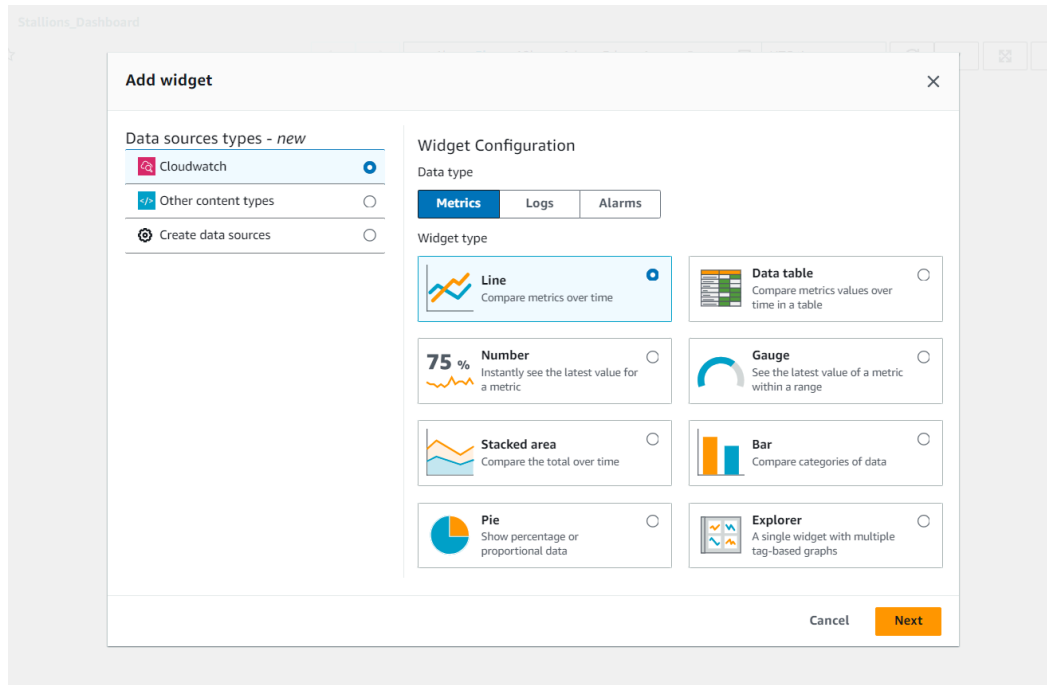 Stallions_Dashboard
Add widget
Data sources types - new
Cloudwatch
Other content types
Create data sources
Widget Configuration
Data type
Metrics
Logs
Alarms
Widget type
Line
Compare metrics over time
Data table
Compare metrics values over
time in a table
75 %
Number
Instantly see the latest value for
a metric
Gauge
See the latest value of a metric
within a range
Stacked area
Compare the total over time
Bar
Compare categories of data
Pie
Show percentage or
proportional data
Explorer
A single widget with multiple
tag-based graphs
Cancel
Next